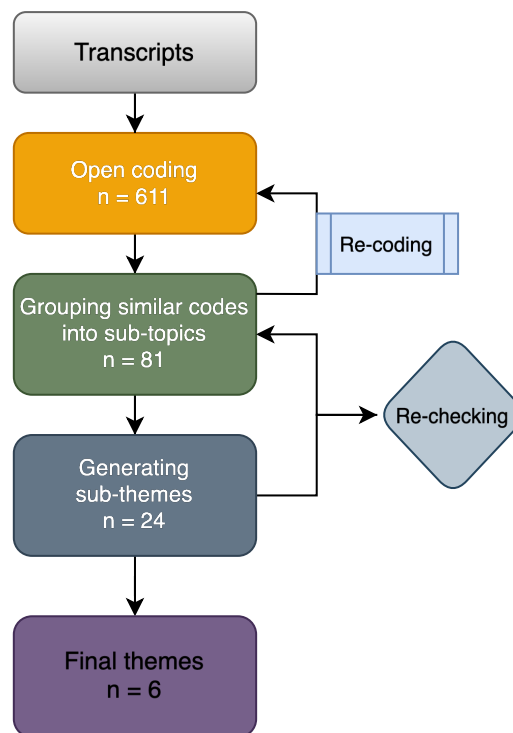 Transcripts
Open coding
n = 611
Re-coding
Grouping similar codes
into sub-topics
n = 81
Re-checking
Generating
sub-themes
n = 24
Final themes
n = 6